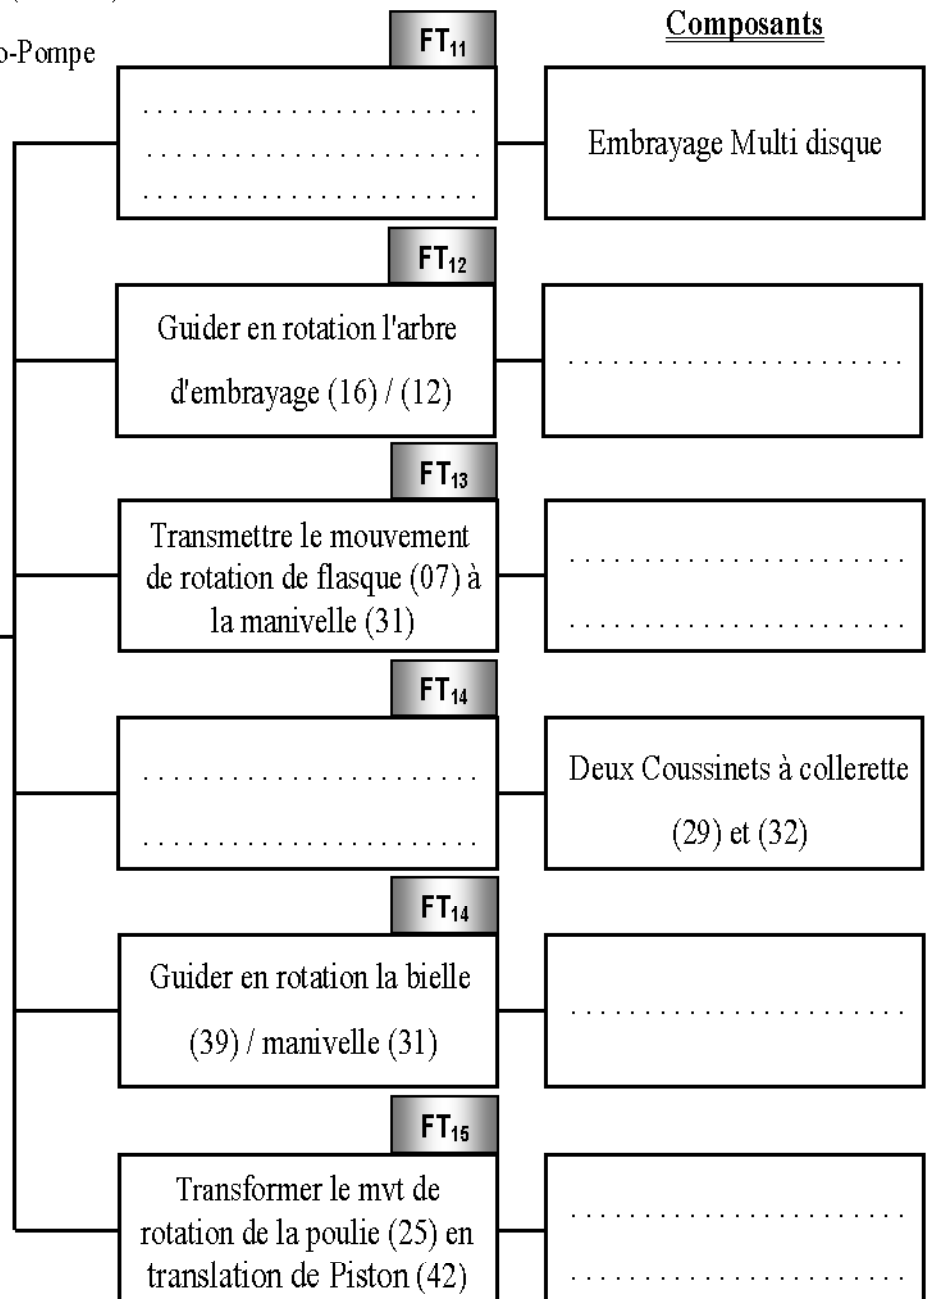 o-Pompe
Composants
FT11
. . . . . . . . . . . . . . . . . . . . . . .
. . . . . . . . . . . . . . . . . . . . . . .
. . . . . . . . . . . . . . . . . . . . . . .
Embrayage Multi disque
FT12
Guider en rotation l'arbre
d'embrayage (16) / (12)
. . . . . . . . . . . . . . . . . . . . . . .
FT13
Transmettre le mouvement
de rotation de flasque (07) à
la manivelle (31)
. . . . . . . . . . . . . . . . . . . . . . .
. . . . . . . . . . . . . . . . . . . . . . .
FT14
. . . . . . . . . . . . . . . . . . . . . . .
. . . . . . . . . . . . . . . . . . . . . . .
Deux Coussinets à collerette
(29) et (32)
FT14
Guider en rotation la bielle
(39) / manivelle (31)
. . . . . . . . . . . . . . . . . . . . . . .
FT15
Transformer le mvt de
rotation de la poulie (25) en
translation de Piston (42)
. . . . . . . . . . . . . . . . . . . . . . .
. . . . . . . . . . . . . . . . . . . . . . .